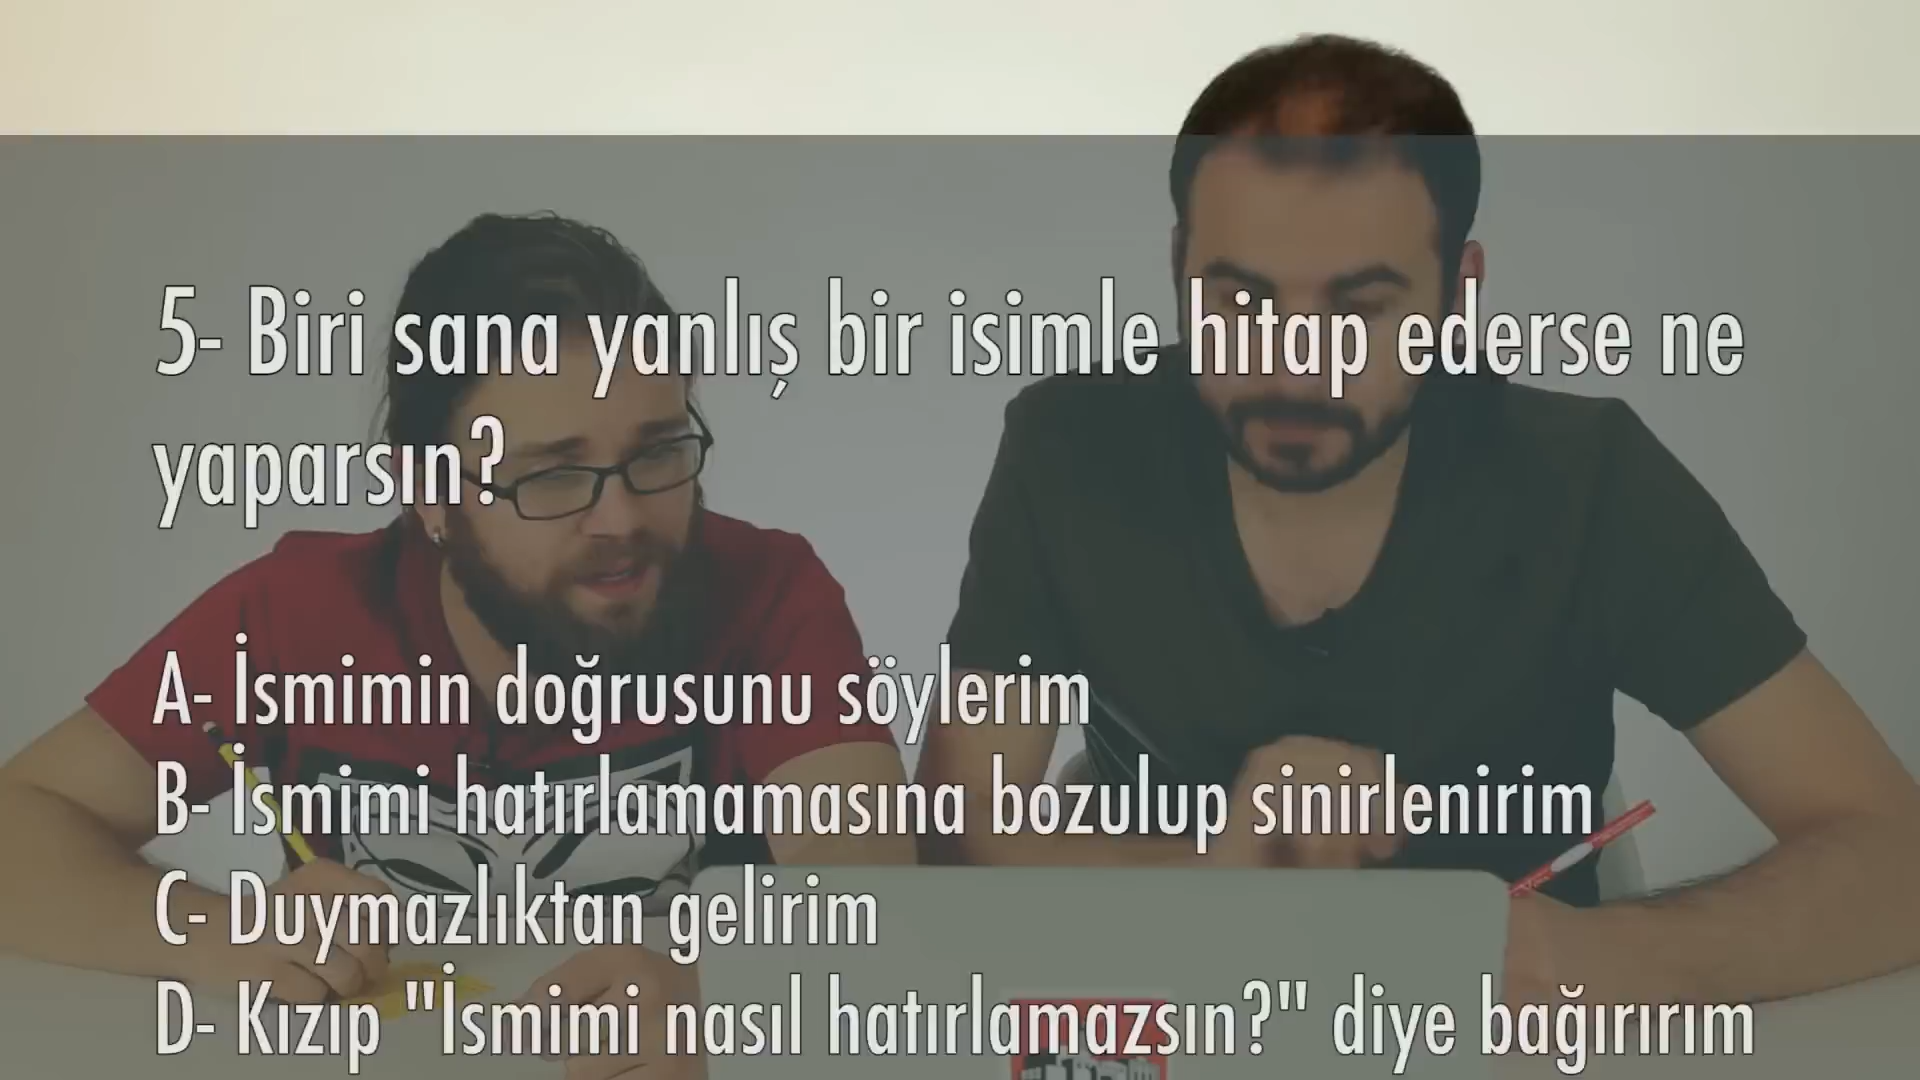 5- Biri sana yanlış bir isimle hitap ederse ne
yaparsın?
A- İsmimin doğrusunu söylerim
B- İsmimi hatırlamamasına bozulup sinirlenirim
C- Duymazlıktan gelirim
D- Kızıp "İsmimi nasıl hatırlamazsın?" diye bağırırım